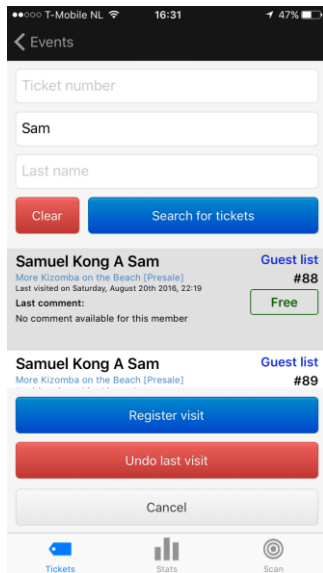 T-Mobile NL 16:31 47%
Events
Ticket number
Sam
Last name
Clear Search for tickets
Samuel Kong A Sam Guest list
More Kizomba on the Beach [Presale] #88
Last visited on Saturday, August 20th 2016, 22:19
Last comment: Free
No comment available for this member
Samuel Kong A Sam Guest list
More Kizomba on the Beach [Presale] #89
Register visit
Undo last visit
Cancel
Tickets Stats Scan